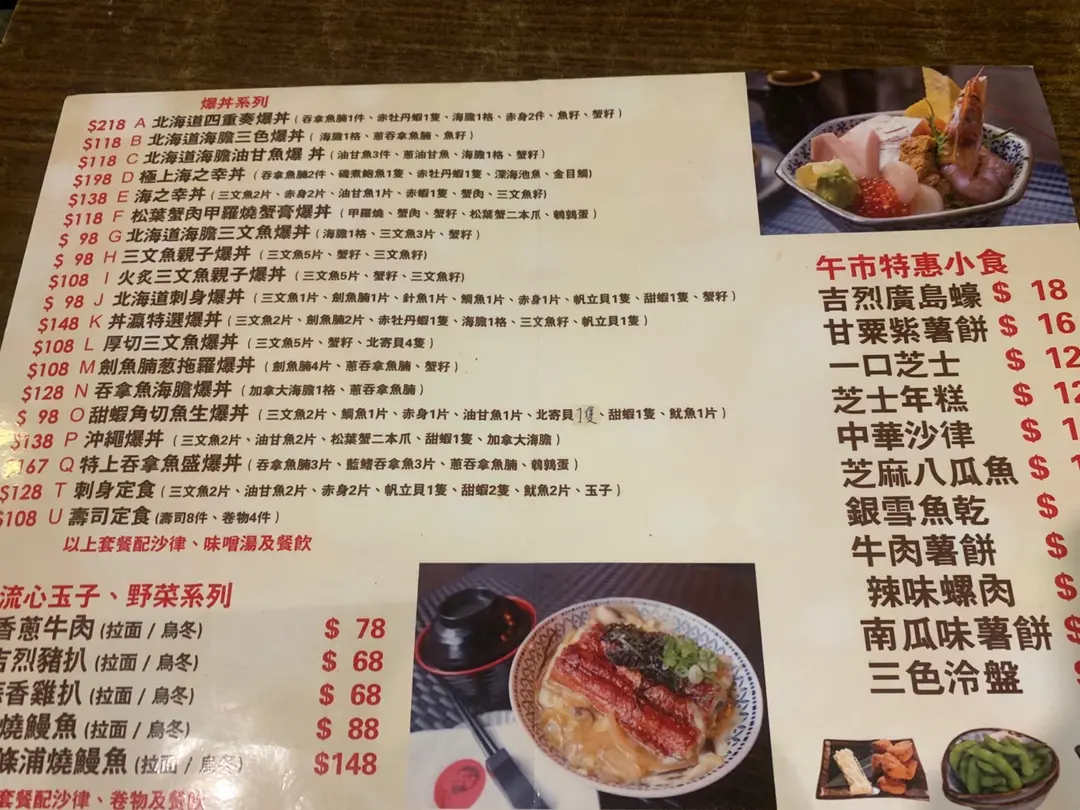 爆丼系列
$218 A 北海道四重奏爆丼 (吞拿魚腩1件、赤牡丹蝦1隻、海膽1格、赤身2件、魚籽、蟹籽)
$118 B 北海道海膽三色爆丼 (海膽1格、蔥吞拿魚腩、魚籽)
$118 C 北海道海膽油甘魚爆 丼 (油甘魚3件、蔥油甘魚、海膽1格、蟹籽)
$198 D 極上海之幸丼 (吞拿魚腩2件、磯煮鮑魚1隻、赤牡丹蝦1隻、深海池魚、金目鯛)
$138 E 海之幸丼 (三文魚2片、赤身2片、油甘魚1片、赤蝦1隻、蟹肉、三文魚籽)
$118 F 松葉蟹肉甲羅燒蟹膏爆丼 (甲羅燒、蟹肉、蟹籽、松葉蟹二本爪、鵪鶉蛋)
$ 98 G 北海道海膽三文魚爆丼 (海膽1格、三文魚3片、蟹籽)
$ 98 H 三文魚親子爆丼 (三文魚5片、蟹籽、三文魚籽)
$108 I 火炙三文魚親子爆丼 (三文魚5片、蟹籽、三文魚籽)
$ 98 J 北海道刺身爆丼 (三文魚1片、劍魚腩1片、針魚1片、鯛魚1片、赤身1片、帆立貝1隻、甜蝦1隻、蟹籽)
$148 K 丼瀛特選爆丼 (三文魚2片、劍魚腩2片、赤牡丹蝦1隻、海膽1格、三文魚籽、帆立貝1隻)
$108 L 厚切三文魚爆丼 (三文魚5片、蟹籽、北寄貝4隻)
$108 M 劍魚腩葱拖羅爆丼 (劍魚腩4片、蔥吞拿魚腩、蟹籽)
$128 N 吞拿魚海膽爆丼 (加拿大海膽1格、蔥吞拿魚腩)
$ 98 O 甜蝦角切魚生爆丼 (三文魚2片、鯛魚1片、赤身1片、油甘魚1片、北寄貝1隻、甜蝦1隻、魷魚1片)
$138 P 沖繩爆丼 (三文魚2片、油甘魚2片、松葉蟹二本爪、甜蝦1隻、加拿大海膽)
167 Q 特上吞拿魚盛爆丼 (吞拿魚腩3片、藍鰭吞拿魚3片、蔥吞拿魚腩、鵪鶉蛋)
$128 T 刺身定食 (三文魚2片、油甘魚2片、赤身2片、帆立貝1隻、甜蝦2隻、魷魚2片、玉子)
$108 U 壽司定食 (壽司8件、卷物4件)
以上套餐配沙律、味噌湯及餐飲
流心玉子、野菜系列
香蔥牛肉 (拉面 / 烏冬) $ 78
吉烈豬扒 (拉面 / 烏冬) $ 68
香雞扒 (拉面 / 烏冬) $ 68
燒鰻魚 (拉面 / 烏冬) $ 88
條浦燒鰻魚 (拉面 / 烏冬) $148
套餐配沙律、卷物及餐飲
午市特惠小食
吉烈廣島蠔 $ 18
甘粟紫薯餅 $ 16
一口芝士 $ 12
芝士年糕 $ 12
中華沙律 $ 1
芝麻八瓜魚 $ 1
銀雪魚乾 $
牛肉薯餅 $
辣味螺肉 $
南瓜味薯餅 $
三色冷盤